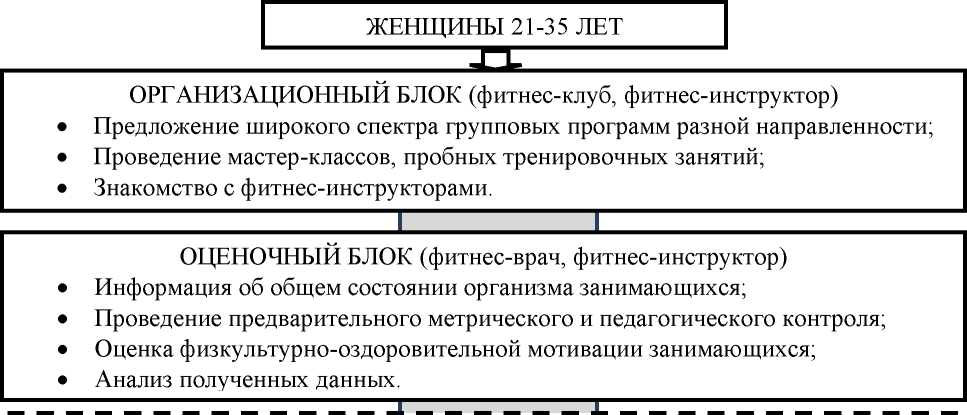 ЖЕНЩИНЫ 21-35 ЛЕТ
ОРГАНИЗАЦИОННЫЙ БЛОК (фитнес-клуб, фитнес-инструктор)
• Предложение широкого спектра групповых программ разной направленности;
• Проведение мастер-классов, пробных тренировочных занятий;
• Знакомство с фитнес-инструкторами.
ОЦЕНОЧНЫЙ БЛОК (фитнес-врач, фитнес-инструктор)
• Информация об общем состоянии организма занимающихся;
• Проведение предварительного метрического и педагогического контроля;
• Оценка физкультурно-оздоровительной мотивации занимающихся;
• Анализ полученных данных.